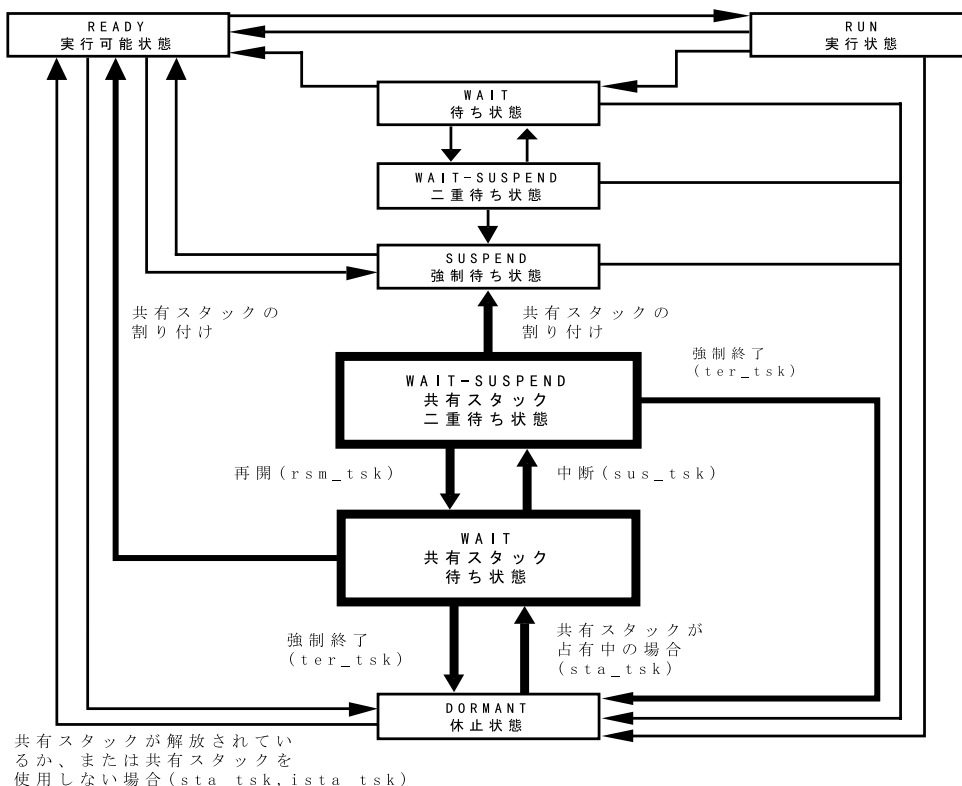 READY
実行可能状態
RUN
実行状態
WAIT
待ち状態
WAIT-SUSPEND
二重待ち状態
SUSPEND
強制待ち状態
共有スタックの
割り付け
共有スタックの
割り付け
強制終了
(ter_tsk)
WAIT-SUSPEND
共有スタック
二重待ち状態
再開(rsm_tsk)
中断(sus_tsk)
WAIT
共有スタック
待ち状態
強制終了
(ter_tsk)
共有スタックが
占有中の場合
(sta_tsk)
DORMANT
休止状態
共有スタックが解放されてい
るか、または共有スタックを
使用しない場合(sta_tsk,ista_tsk)